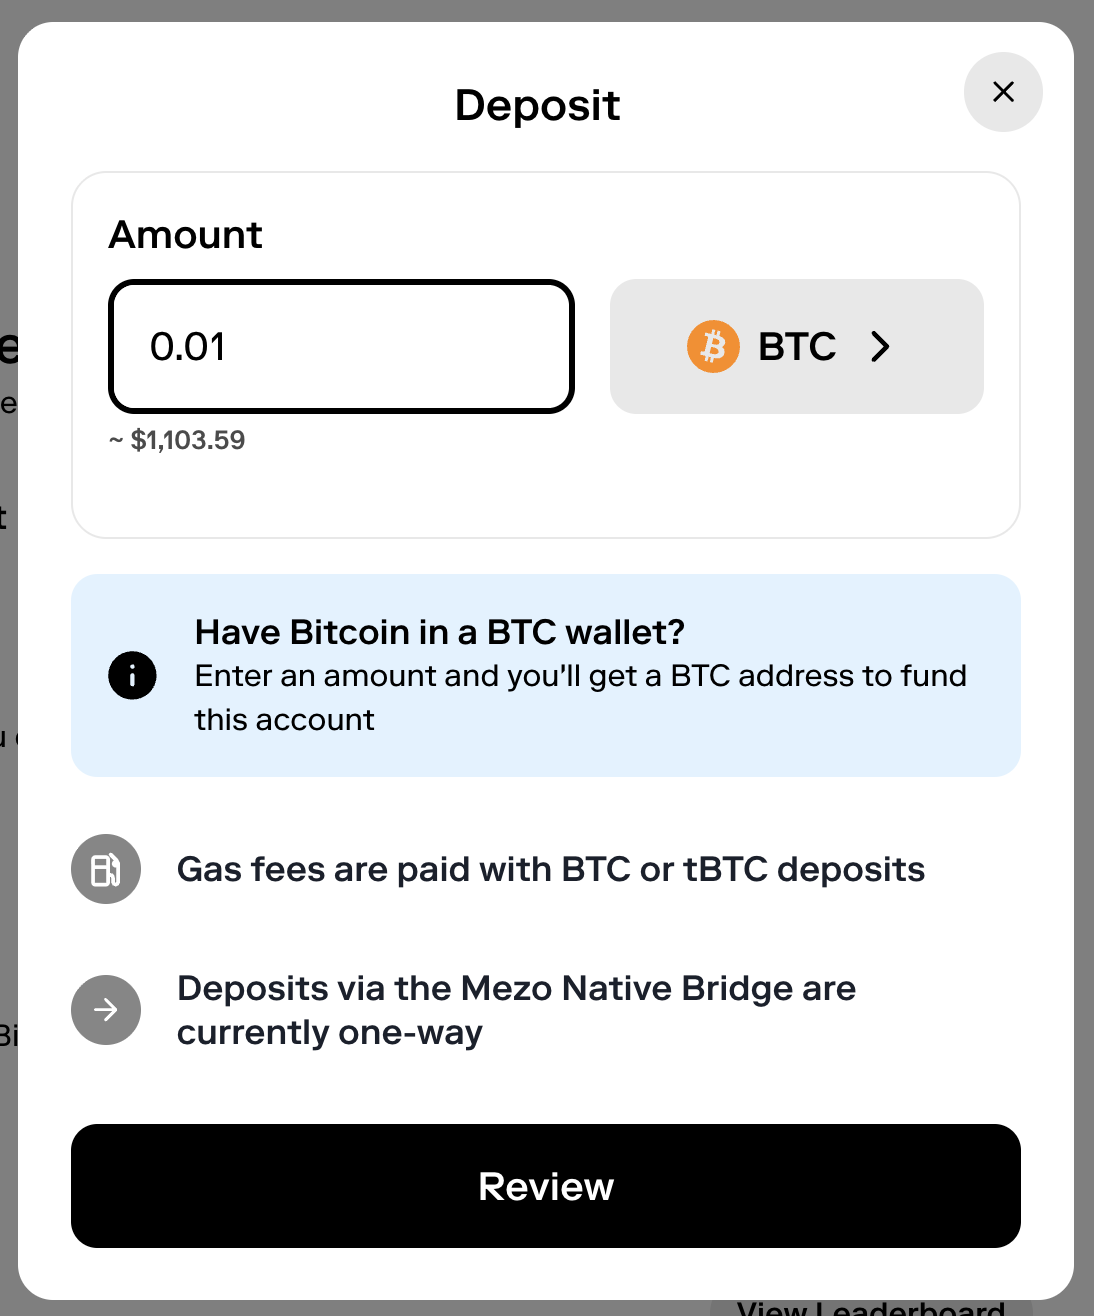 Deposit
Amount
0.01
BTC
~ $1,103.59
Have Bitcoin in a BTC wallet?
Enter an amount and you'll get a BTC address to fund
this account
Gas fees are paid with BTC or tBTC deposits
Deposits via the Mezo Native Bridge are
currently one-way
Review
View Leaderboard